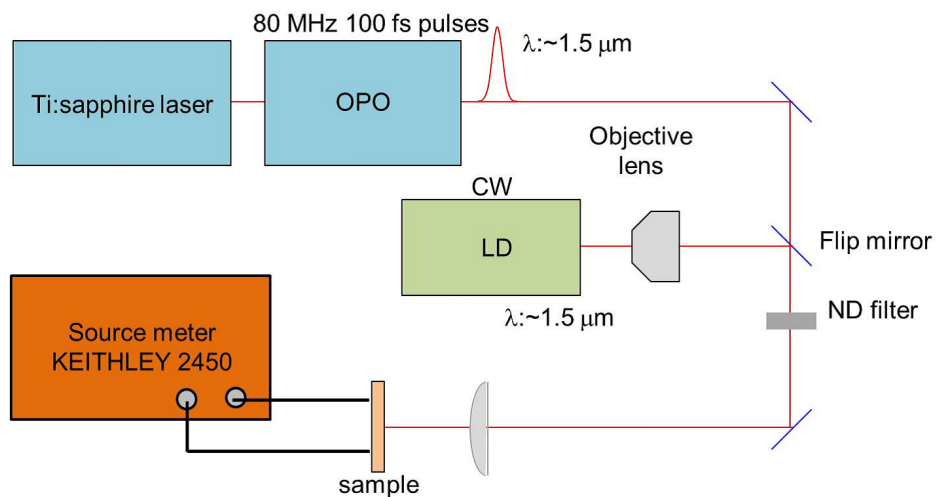 80 MHz 100 fs pulses
λ:~1.5 μm
Ti:sapphire laser
OPO
Objective
lens
CW
LD
Flip mirror
λ:~1.5 μm
ND filter
Source meter
KEITHLEY 2450
sample